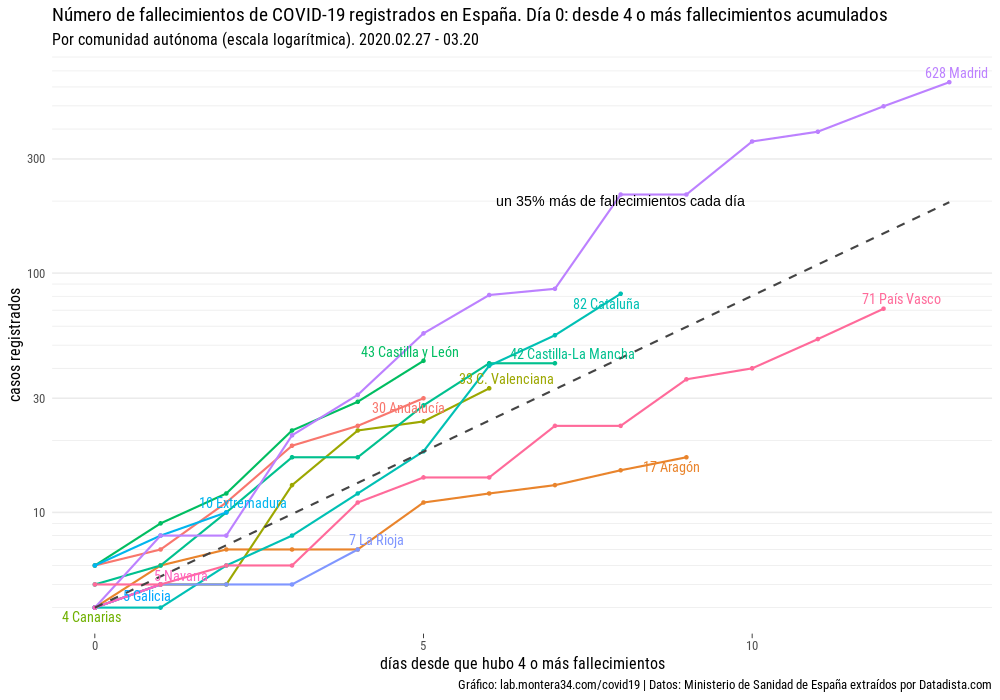 Número de fallecimientos de COVID-19 registrados en España. Día 0: desde 4 o más fallecimientos acumulados
Por comunidad autónoma (escala logarítmica). 2020.02.27 - 03.20
628 Madrid
300
un 35% más de fallecimientos cada día
100
82 Cataluña
71 País Vasco
casos registrados
43 Castilla y León
42 Castilla-La Mancha
33 C. Valenciana
30
30 Andalucía
17 Aragón
10
10 Extremadura
7 La Rioja
5 Navarra
Galicia
4 Canarias
0
5
10
días desde que hubo 4 o más fallecimientos
Gráfico: lab.montera34.com/covid19 | Datos: Ministerio de Sanidad de España extraídos por Datadista.com